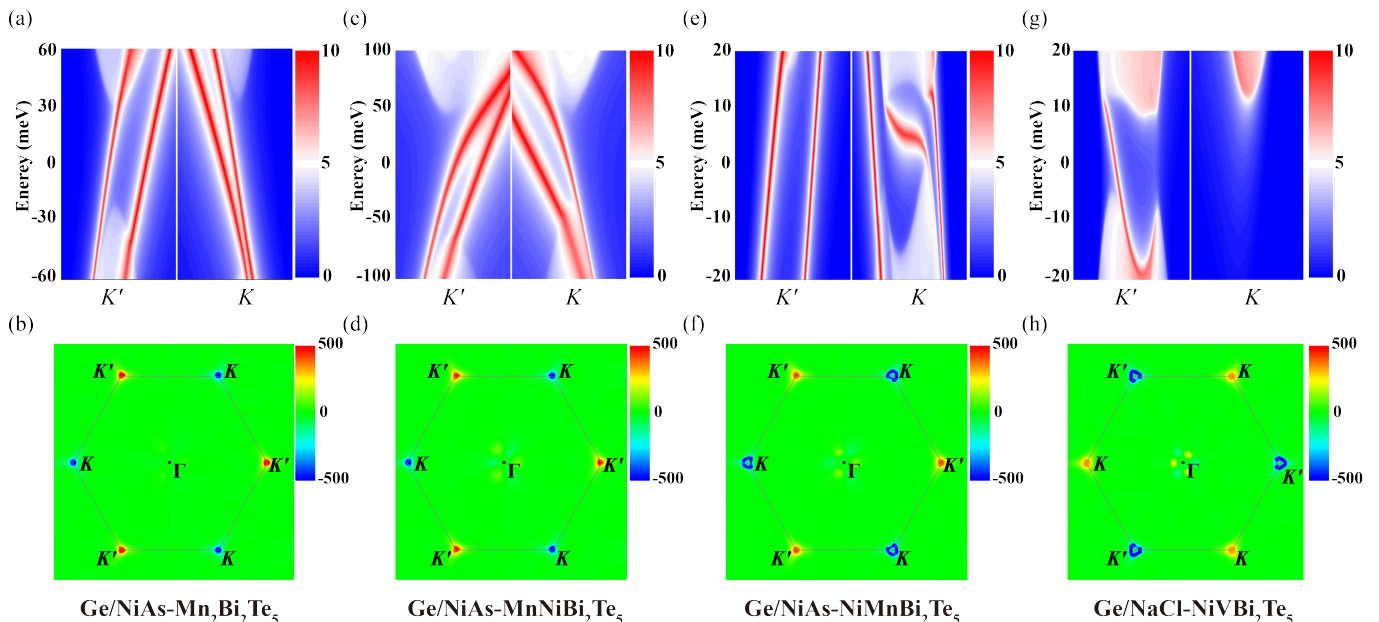 (a) (c) (e) (g)
Enerey (meV) 60 30 0 -30 -60 K′ K 10 5 0
Enerey (meV) 100 50 0 -50 -100 K′ K 10 5 0
Enerey (meV) 20 10 0 -10 -20 K′ K 10 5 0
Enerey (meV) 20 10 0 -10 -20 K′ K 10 5 0
(b) (d) (f) (h)
K′ K K Γ K′ K′ K 500 0 -500
K′ K K Γ K′ K′ K 500 0 -500
K′ K K Γ K′ K′ K 500 0 -500
K′ K K Γ K′ K′ K 500 0 -500
Ge/NiAs-Mn₂Bi₂Te₅ Ge/NiAs-MnNiBi₂Te₅ Ge/NiAs-NiMnBi₂Te₅ Ge/NaCl-NiVBi₂Te₅